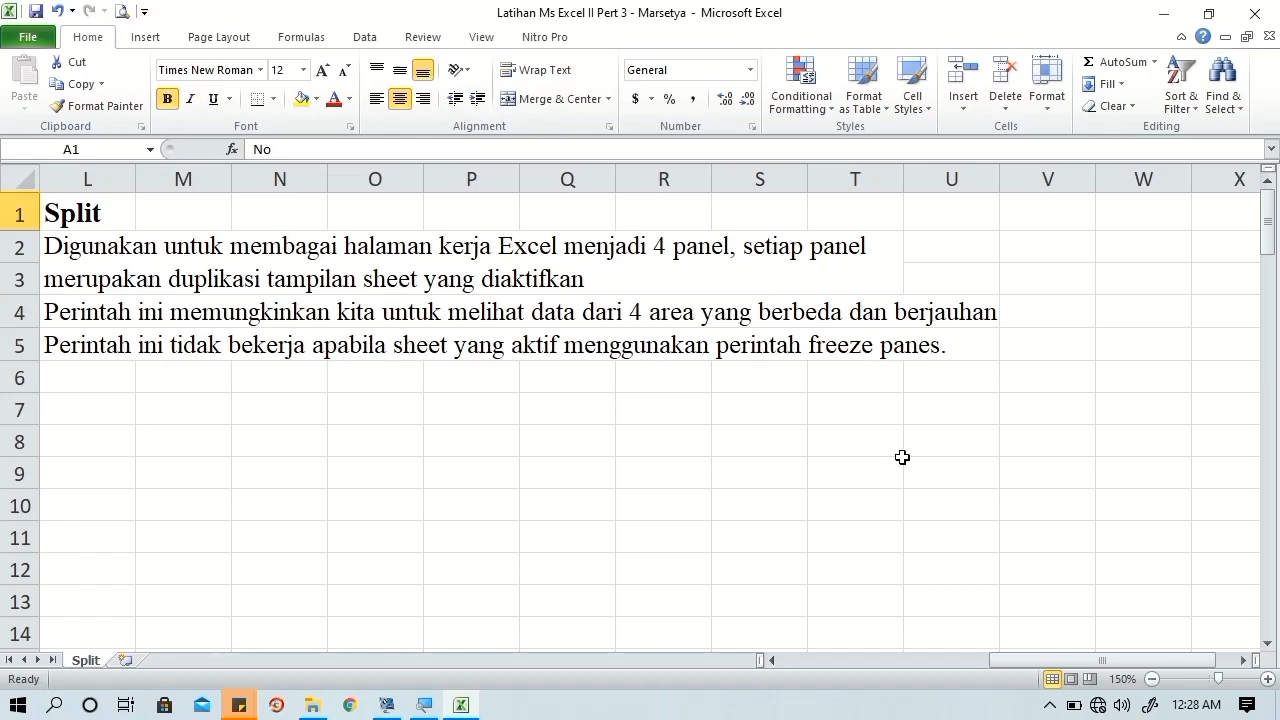 Latihan Ms Excel II Pert 3 - Marsetya - Microsoft Excel
File Home Insert Page Layout Formulas Data Review View Nitro Pro
Paste
Cut
Copy
Format Painter
Clipboard
Times New Roman 12
B I U A
Font
Wrap Text
Merge & Center
Alignment
General
$ % ,
Number
Conditional Formatting
Format as Table
Cell Styles
Styles
Insert Delete Format
Cells
AutoSum
Fill
Clear
Sort & Filter
Find & Select
Editing
A1 fx No
L M N O P Q R S T U V W X
1 Split
2 Digunakan untuk membagai halaman kerja Excel menjadi 4 panel, setiap panel
3 merupakan duplikasi tampilan sheet yang diaktifkan
4 Perintah ini memungkinkan kita untuk melihat data dari 4 area yang berbeda dan berjauhan
5 Perintah ini tidak bekerja apabila sheet yang aktif menggunakan perintah freeze panes.
6
7
8
9
10
11
12
13
14
Split
Ready 150%
12:28 AM